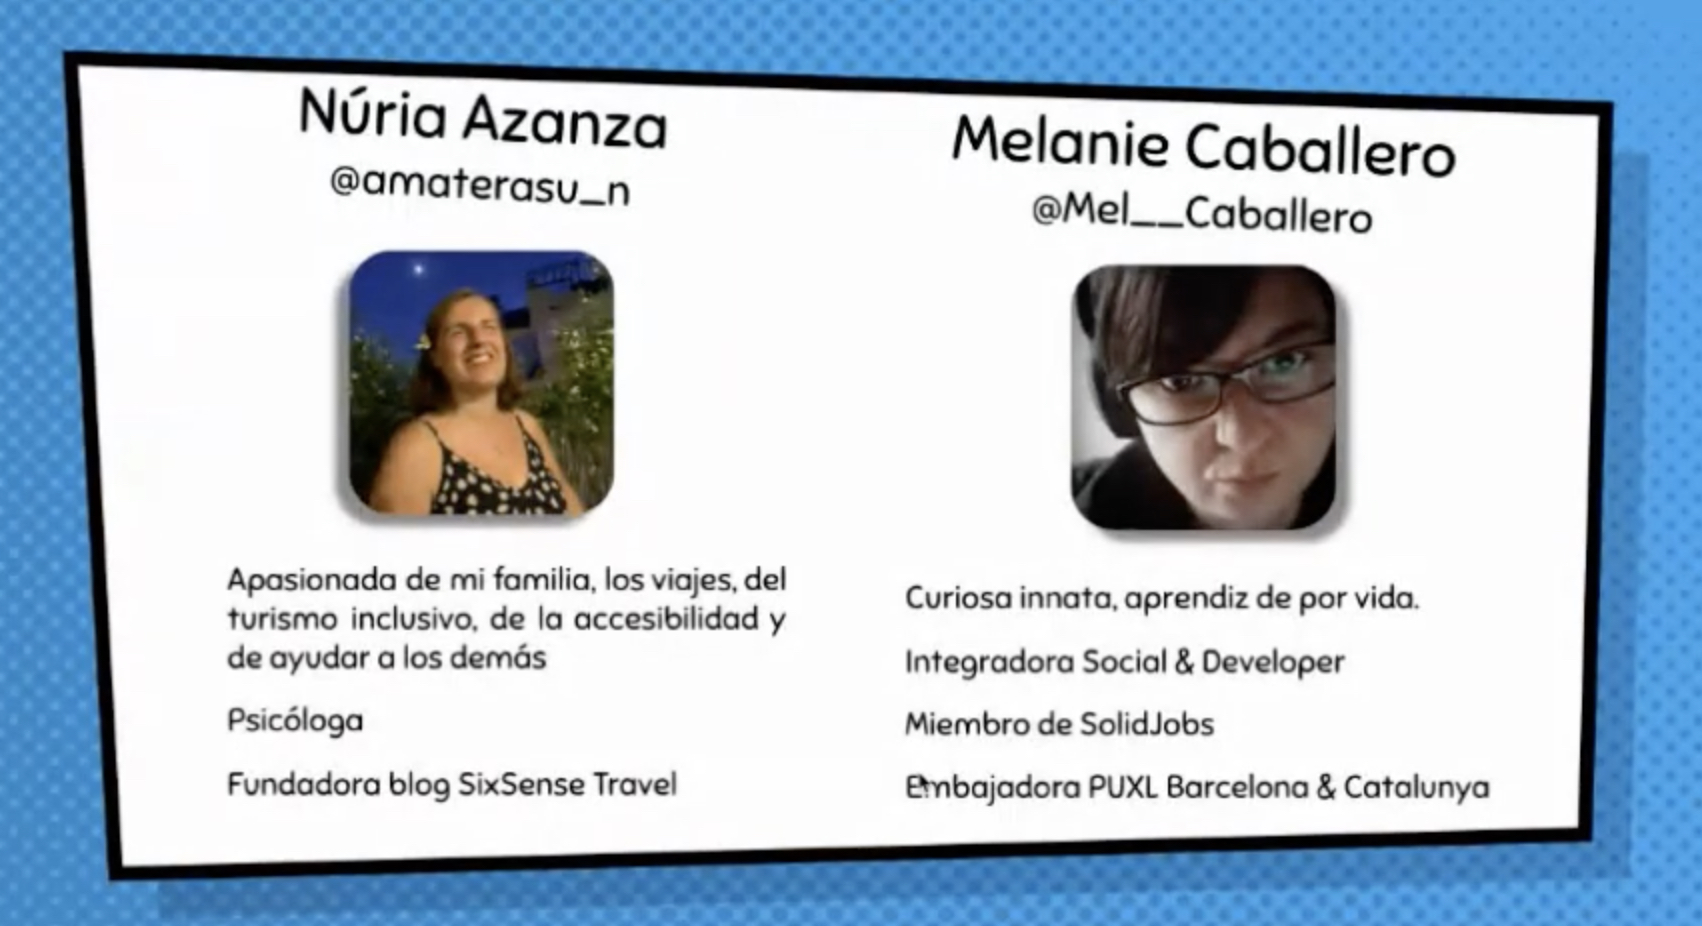 Núria Azanza
@amaterasu_n
Apasionada de mi familia, los viajes, del
turismo inclusivo, de la accesibilidad y
de ayudar a los demás
Psicóloga
Fundadora blog SixSense Travel
Melanie Caballero
@Mel__Caballero
Curiosa innata, aprendiz de por vida.
Integradora Social & Developer
Miembro de SolidJobs
Embajadora PUXL Barcelona & Catalunya